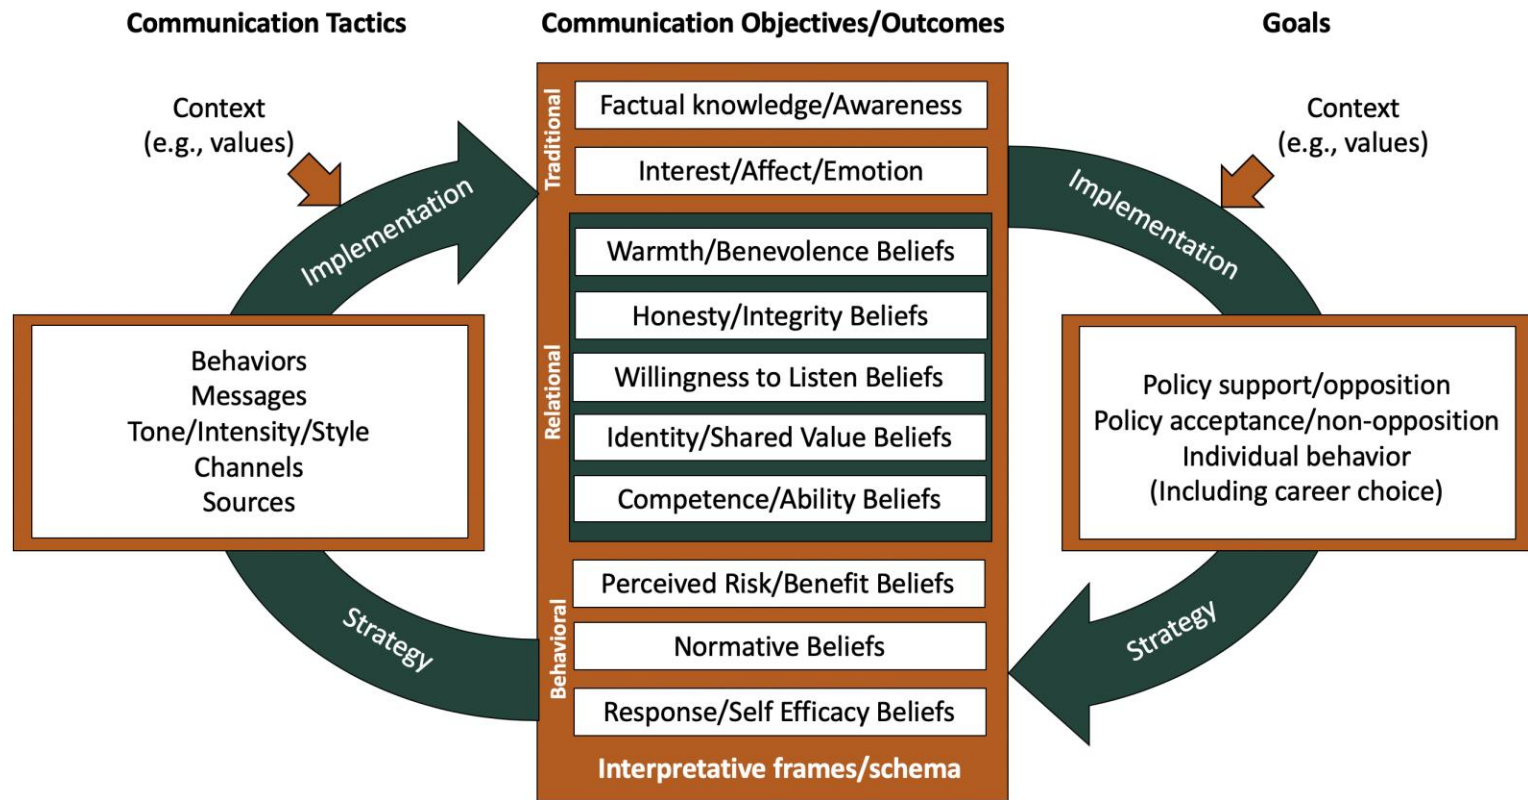 Communication Tactics
Communication Objectives/Outcomes
Goals
Context
(e.g., values)
Implementation
Behaviors
Messages
Tone/Intensity/Style
Channels
Sources
Strategy
Traditional
Factual knowledge/Awareness
Interest/Affect/Emotion
Relational
Warmth/Benevolence Beliefs
Honesty/Integrity Beliefs
Willingness to Listen Beliefs
Identity/Shared Value Beliefs
Competence/Ability Beliefs
Behavioral
Perceived Risk/Benefit Beliefs
Normative Beliefs
Response/Self Efficacy Beliefs
Interpretative frames/schema
Context
(e.g., values)
Implementation
Policy support/opposition
Policy acceptance/non-opposition
Individual behavior
(Including career choice)
Strategy